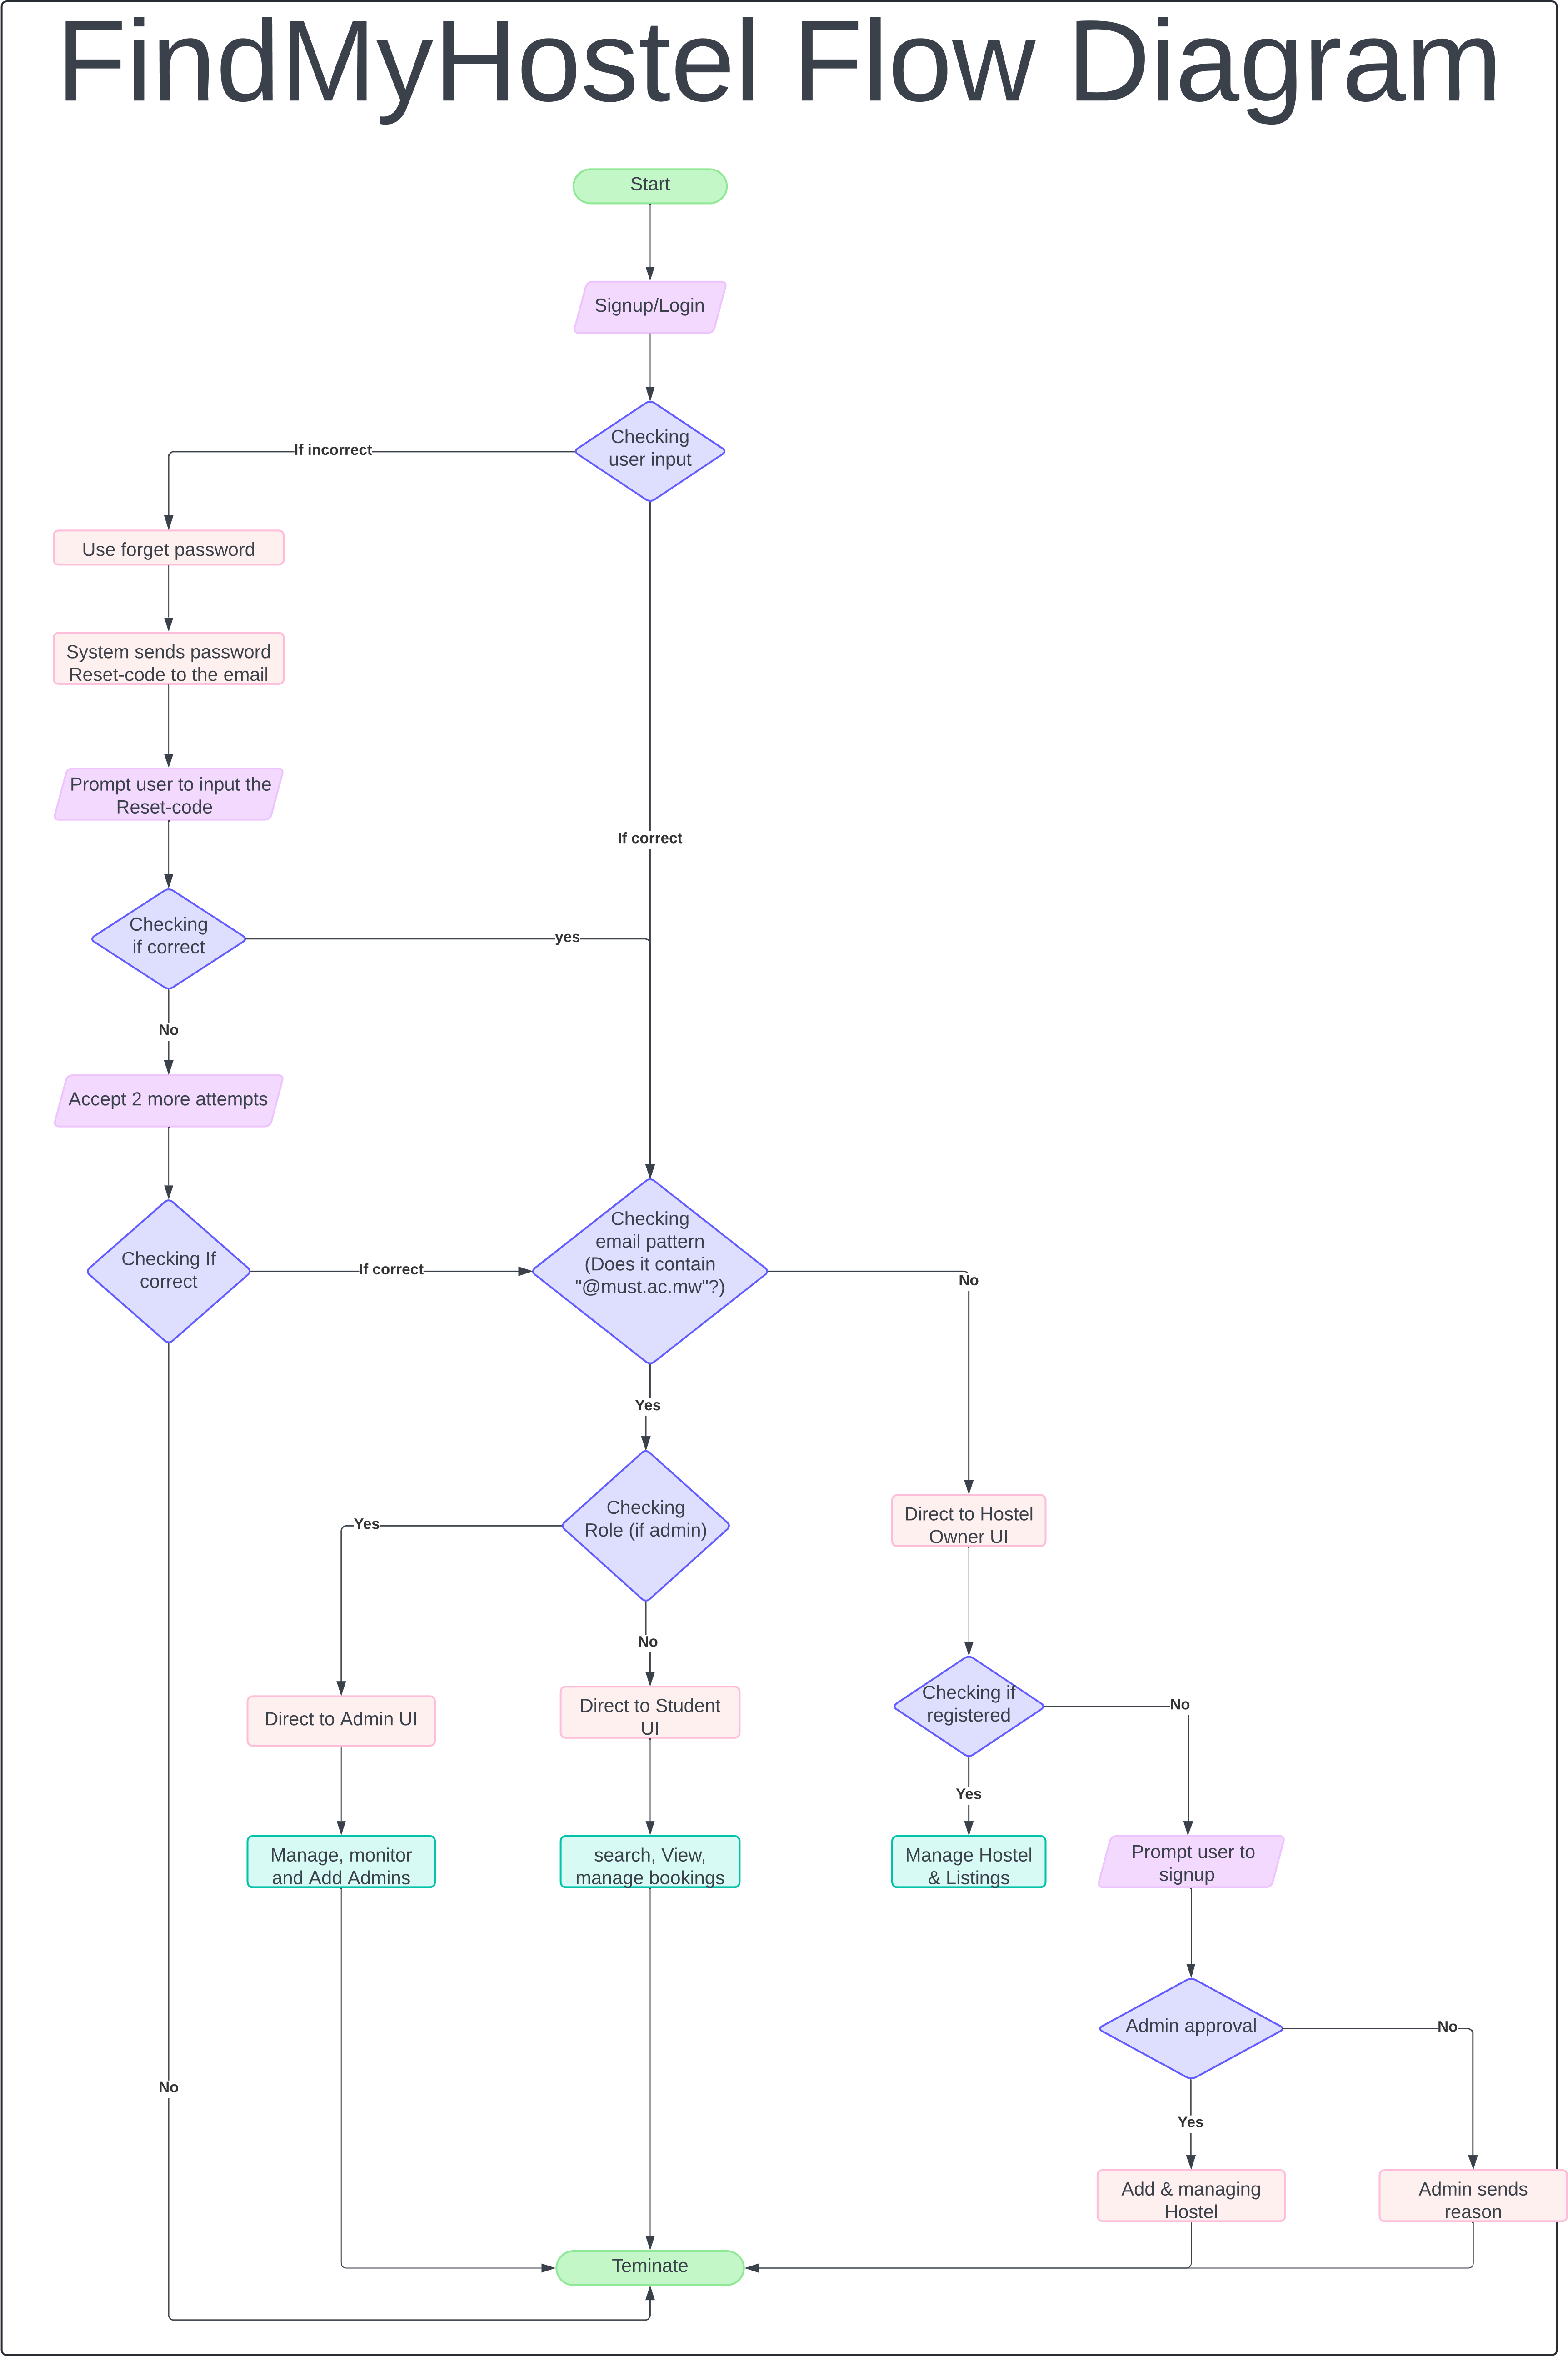 FindMyHostel Flow Diagram
Start
Signup/Login
Checking
user input
If incorrect
Use forget password
System sends password
Reset-code to the email
Prompt user to input the
Reset-code
If correct
Checking
if correct
yes
No
Accept 2 more attempts
Checking If
correct
If correct
Checking
email pattern
(Does it contain
"@must.ac.mw"?)
No
Yes
Checking
Role (if admin)
Yes
No
Direct to Hostel
Owner UI
Checking if
registered
No
Yes
Direct to Admin UI
Direct to Student
UI
Manage, monitor
and Add Admins
search, View,
manage bookings
Manage Hostel
& Listings
Prompt user to
signup
Admin approval
No
Yes
No
Add & managing
Hostel
Admin sends
reason
Teminate